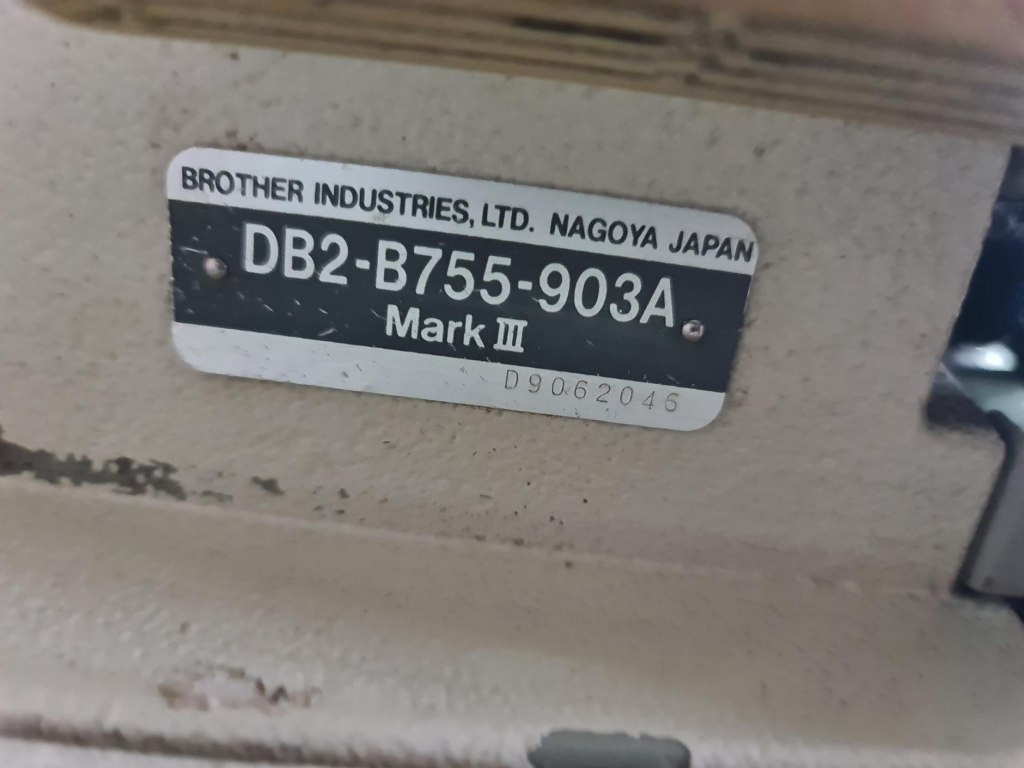 BROTHER INDUSTRIES, LTD. NAGOYA JAPAN
DB2-B755-903A
Mark III
D9062046